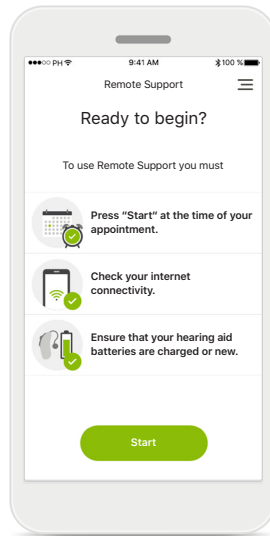 PH 9:41 AM 100 %
Remote Support
Ready to begin?
To use Remote Support you must
Press “Start” at the time of your
appointment.
Check your internet
connectivity.
Ensure that your hearing aid
batteries are charged or new.
Start